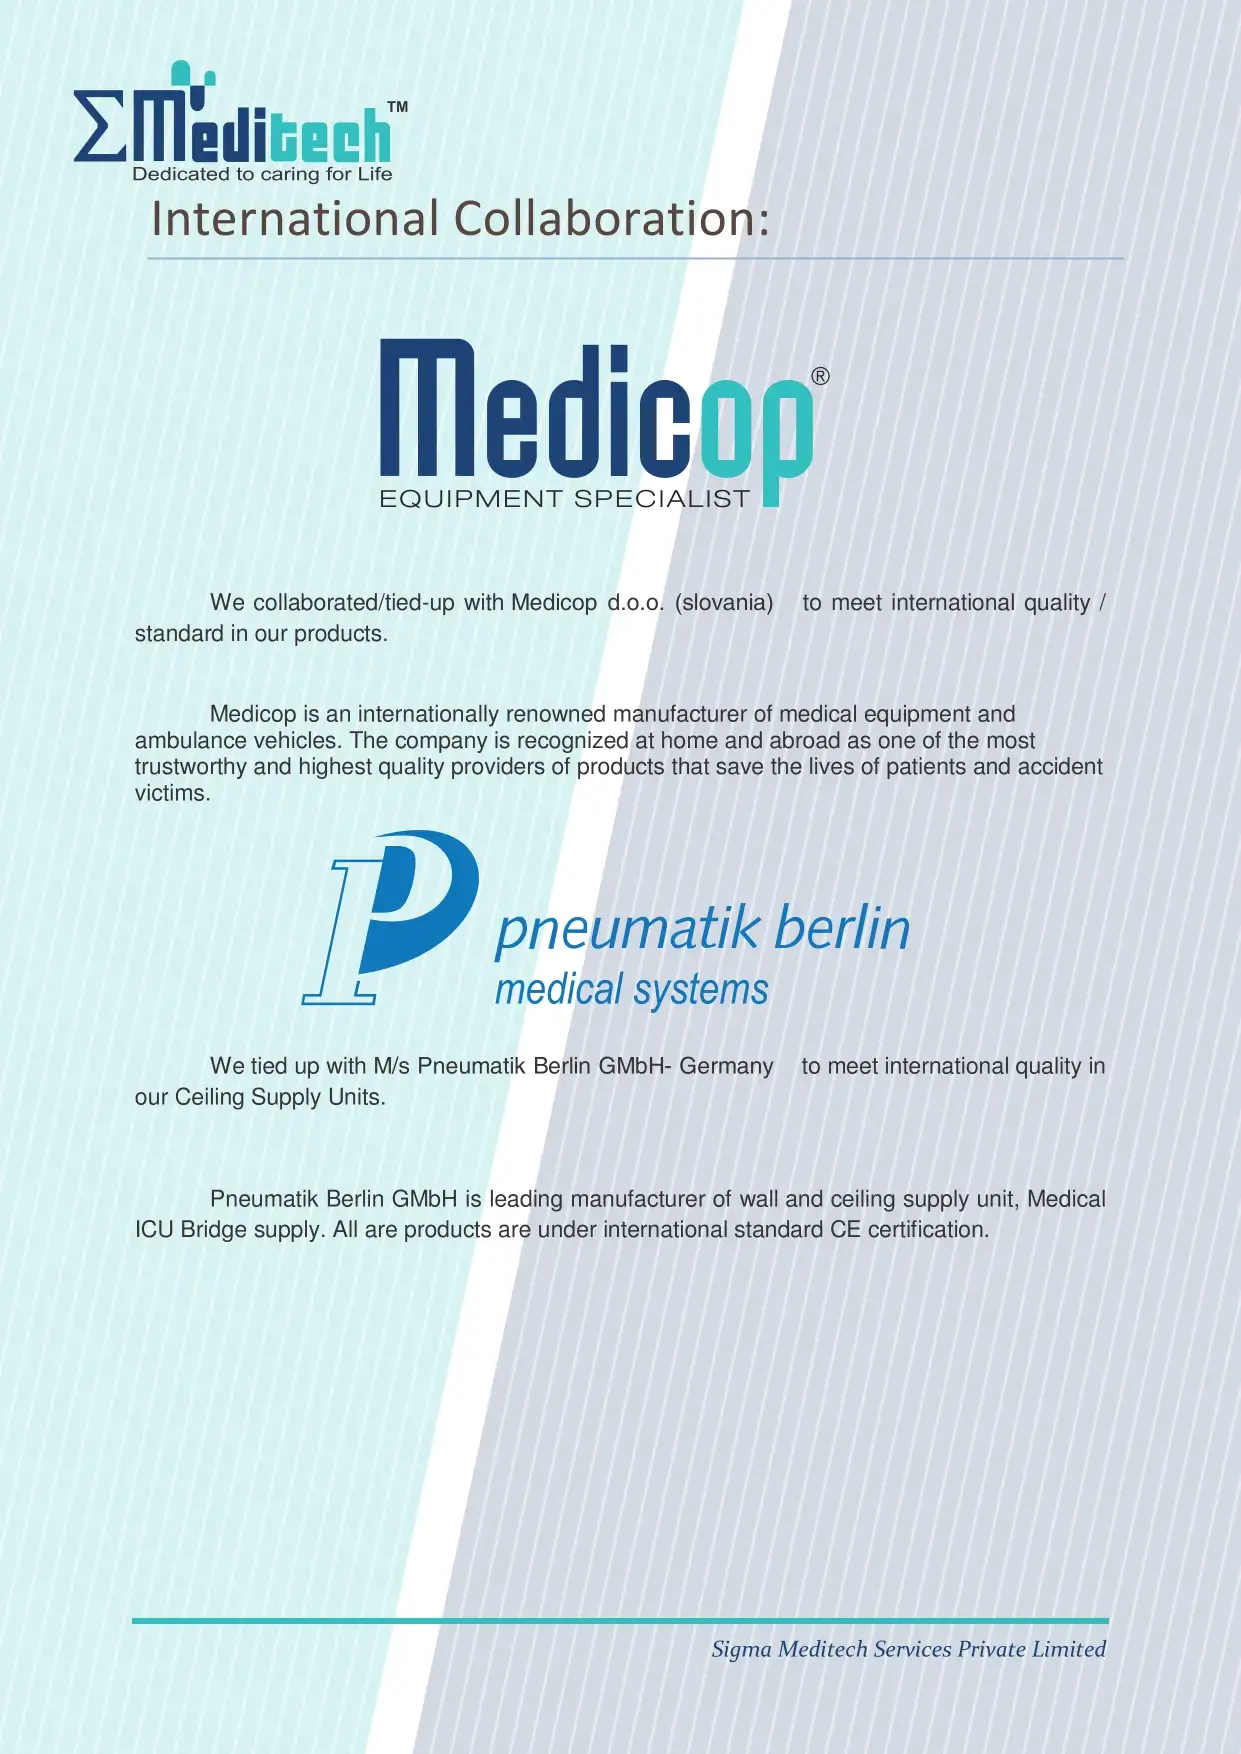 ΣMeditech™
Dedicated to caring for Life
International Collaboration:
Medicop®
EQUIPMENT SPECIALIST
We collaborated/tied-up with Medicop d.o.o. (slovania) to meet international quality /
standard in our products.
Medicop is an internationally renowned manufacturer of medical equipment and
ambulance vehicles. The company is recognized at home and abroad as one of the most
trustworthy and highest quality providers of products that save the lives of patients and accident
victims.
P
pneumatik berlin
medical systems
We tied up with M/s Pneumatik Berlin GMbH- Germany to meet international quality in
our Ceiling Supply Units.
Pneumatik Berlin GMbH is leading manufacturer of wall and ceiling supply unit, Medical
ICU Bridge supply. All are products are under international standard CE certification.
Sigma Meditech Services Private Limited